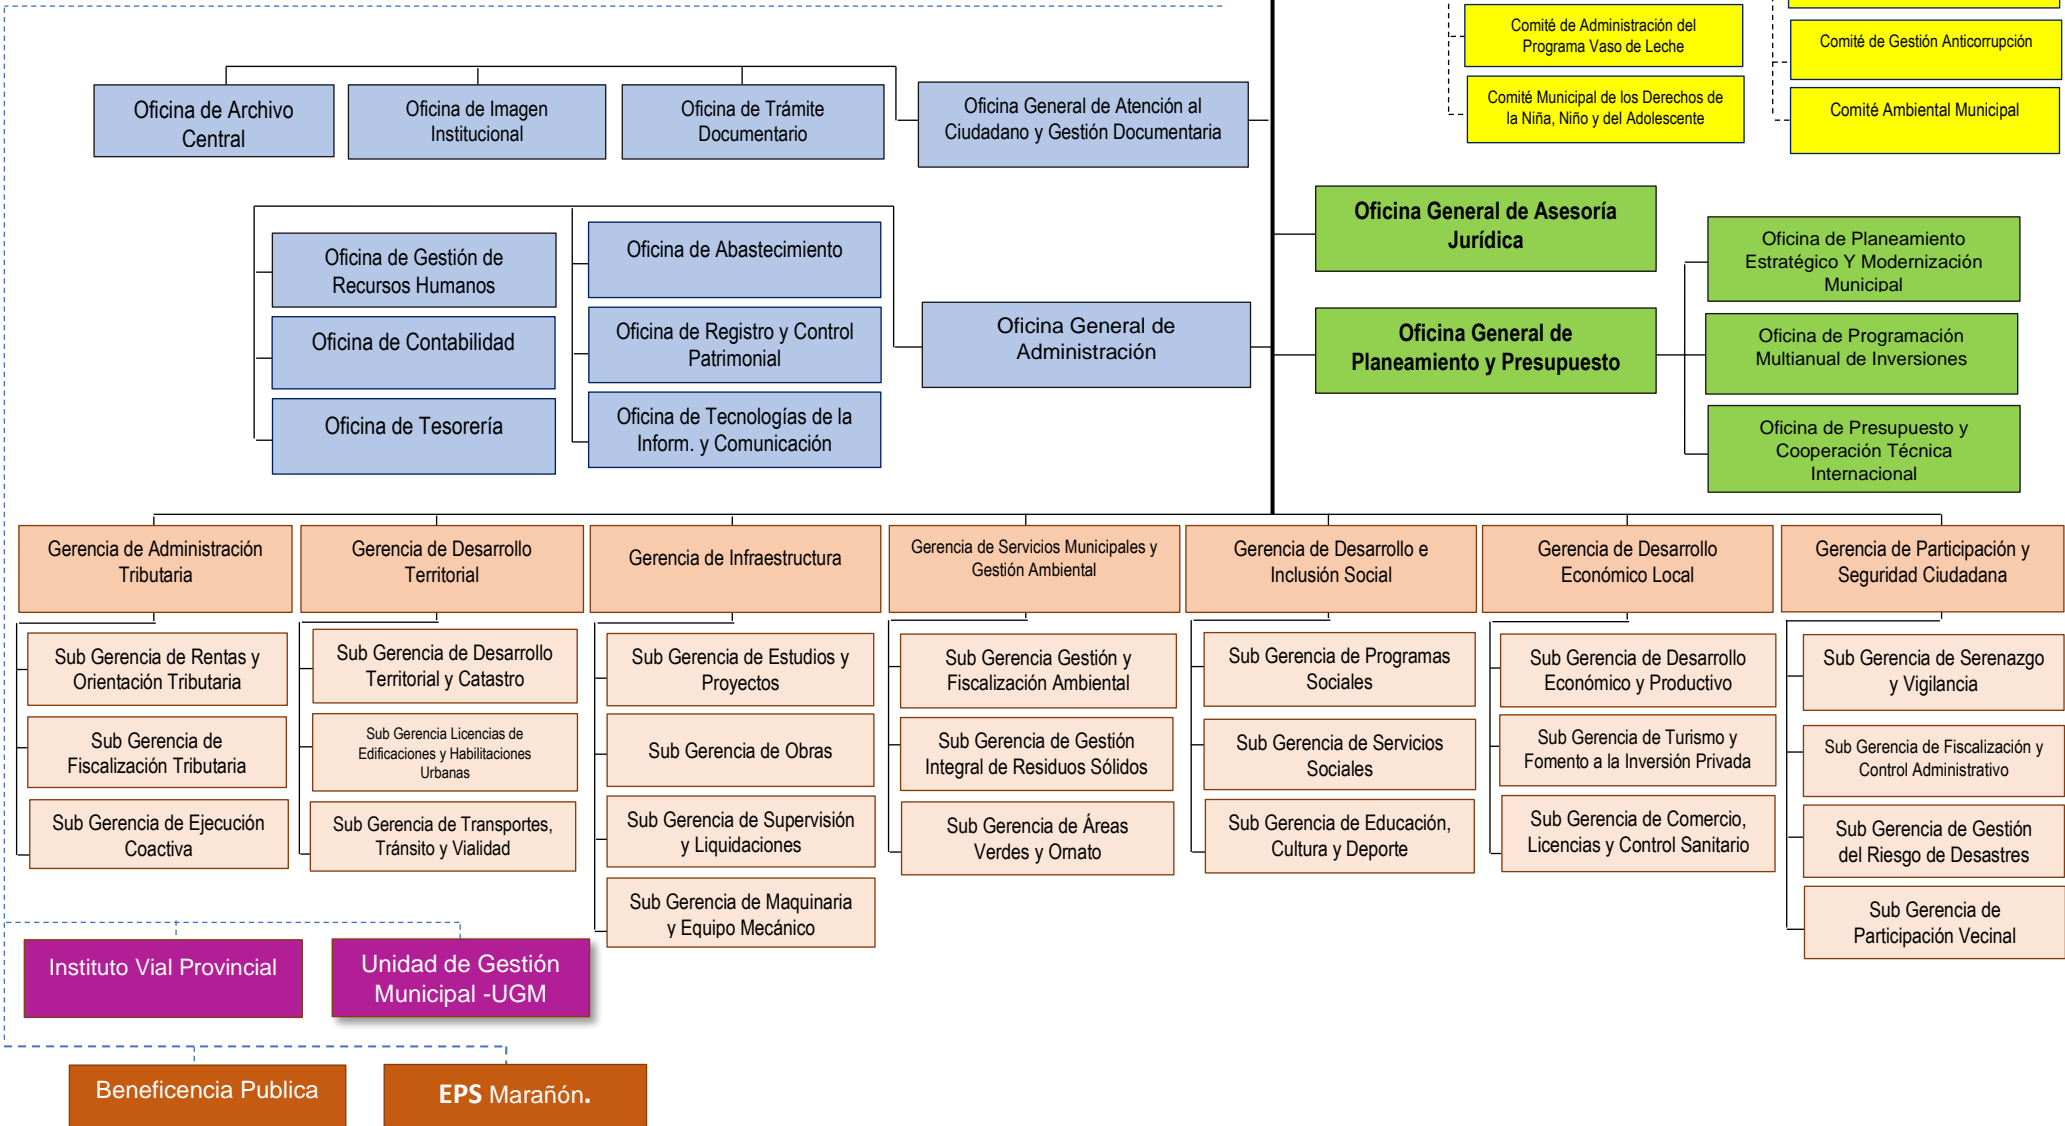 Comité de Administración del
Programa Vaso de Leche
Comité de Gestión Anticorrupción
Comité Municipal de los Derechos de
la Niña, Niño y del Adolescente
Comité Ambiental Municipal
Oficina de Archivo
Central
Oficina de Imagen
Institucional
Oficina de Trámite
Documentario
Oficina General de Atención al
Ciudadano y Gestión Documentaria
Oficina General de Asesoría
Jurídica
Oficina General de
Planeamiento y Presupuesto
Oficina de Planeamiento
Estratégico Y Modernización
Municipal
Oficina de Programación
Multianual de Inversiones
Oficina de Presupuesto y
Cooperación Técnica
Internacional
Oficina de Gestión de
Recursos Humanos
Oficina de Contabilidad
Oficina de Tesorería
Oficina de Abastecimiento
Oficina de Registro y Control
Patrimonial
Oficina de Tecnologías de la
Inform. y Comunicación
Oficina General de
Administración
Gerencia de Administración
Tributaria
Sub Gerencia de Rentas y
Orientación Tributaria
Sub Gerencia de
Fiscalización Tributaria
Sub Gerencia de Ejecución
Coactiva
Gerencia de Desarrollo
Territorial
Sub Gerencia de Desarrollo
Territorial y Catastro
Sub Gerencia Licencias de
Edificaciones y Habilitaciones
Urbanas
Sub Gerencia de Transportes,
Tránsito y Vialidad
Gerencia de Infraestructura
Sub Gerencia de Estudios y
Proyectos
Sub Gerencia de Obras
Sub Gerencia de Supervisión
y Liquidaciones
Sub Gerencia de Maquinaria
y Equipo Mecánico
Gerencia de Servicios Municipales y
Gestión Ambiental
Sub Gerencia Gestión y
Fiscalización Ambiental
Sub Gerencia de Gestión
Integral de Residuos Sólidos
Sub Gerencia de Áreas
Verdes y Ornato
Gerencia de Desarrollo e
Inclusión Social
Sub Gerencia de Programas
Sociales
Sub Gerencia de Servicios
Sociales
Sub Gerencia de Educación,
Cultura y Deporte
Gerencia de Desarrollo
Económico Local
Sub Gerencia de Desarrollo
Económico y Productivo
Sub Gerencia de Turismo y
Fomento a la Inversión Privada
Sub Gerencia de Comercio,
Licencias y Control Sanitario
Gerencia de Participación y
Seguridad Ciudadana
Sub Gerencia de Serenazgo
y Vigilancia
Sub Gerencia de Fiscalización y
Control Administrativo
Sub Gerencia de Gestión
del Riesgo de Desastres
Sub Gerencia de
Participación Vecinal
Instituto Vial Provincial
Unidad de Gestión
Municipal -UGM
Beneficencia Publica
EPS Marañón.